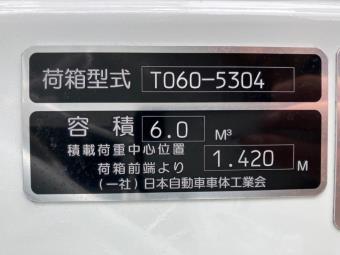 荷箱型式 T060-5304
容積 6.0 M³
積載荷重中心位置
荷箱前端より 1.420 M
(一社)日本自動車車体工業会